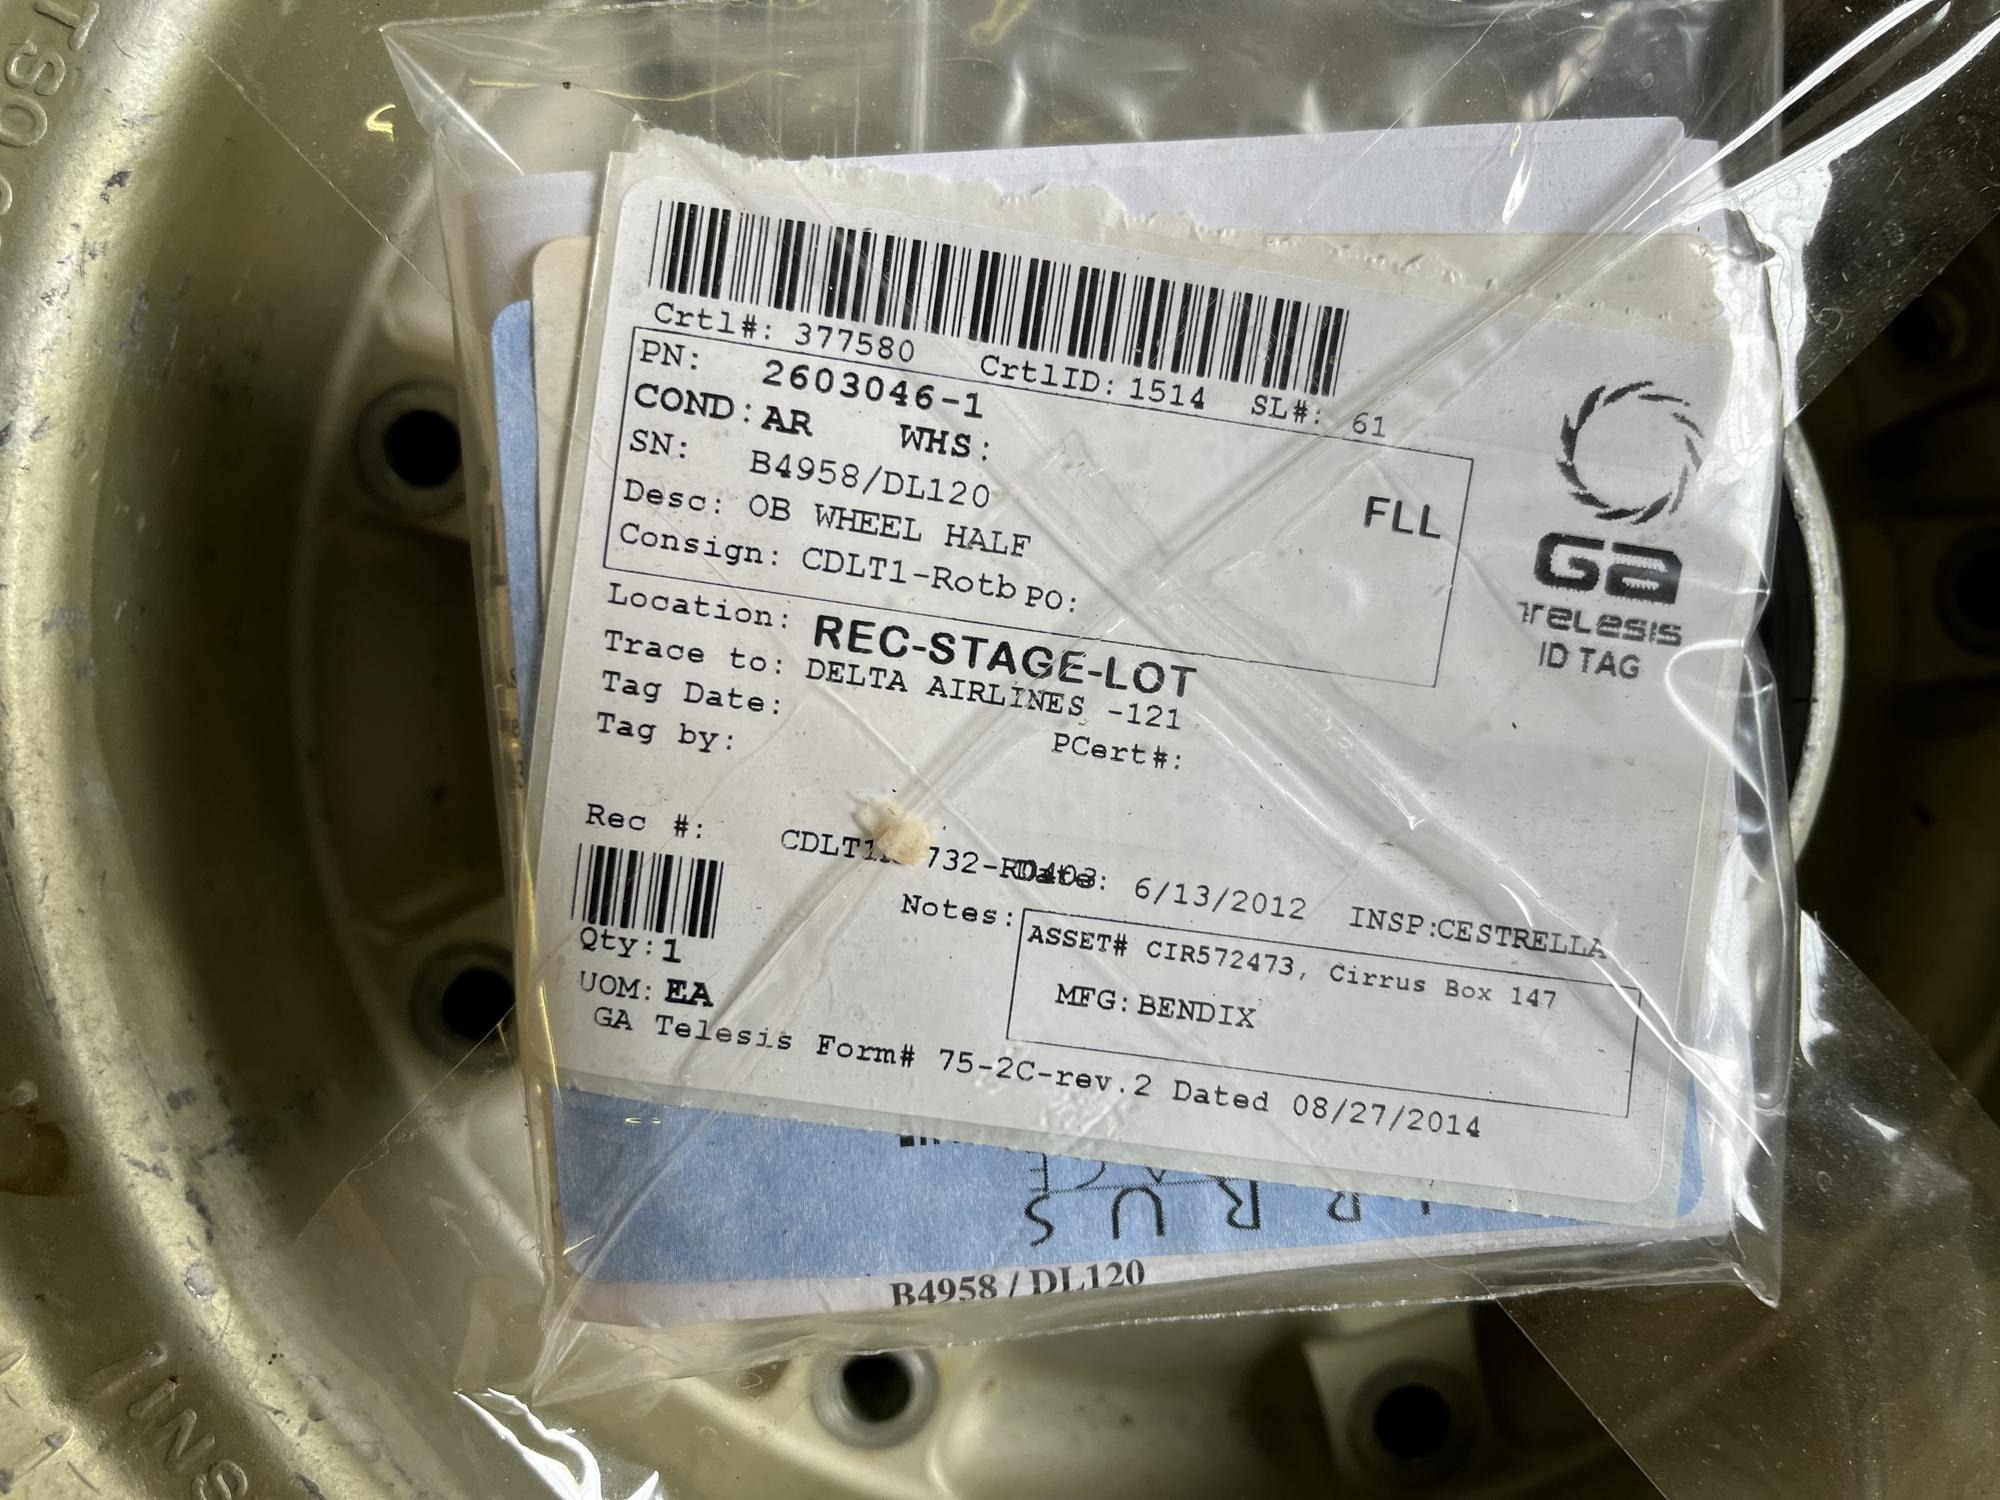 TSO
Crtl#: 377580 CrtlID: 1514 SL#: 61
PN: 2603046-1
COND: AR WHS:
SN: B4958/DL120
FLL
Desc: OB WHEEL HALF
Consign: CDLT1-Rotb PO:
Location: REC-STAGE-LOT
Trace to: DELTA AIRLINES -121
Tag Date:
Tag by: PCert#:
GA
TELESIS
ID TAG
Rec #: Date: 6/13/2012 INSP:CESTRELLA
Notes: ASSET# CIR572473, Cirrus Box 147
MFG: BENDIX
Qty: 1
UOM: EA
GA Telesis Form# 75-2C-rev.2 Dated 08/27/2014
B4958 / DL120